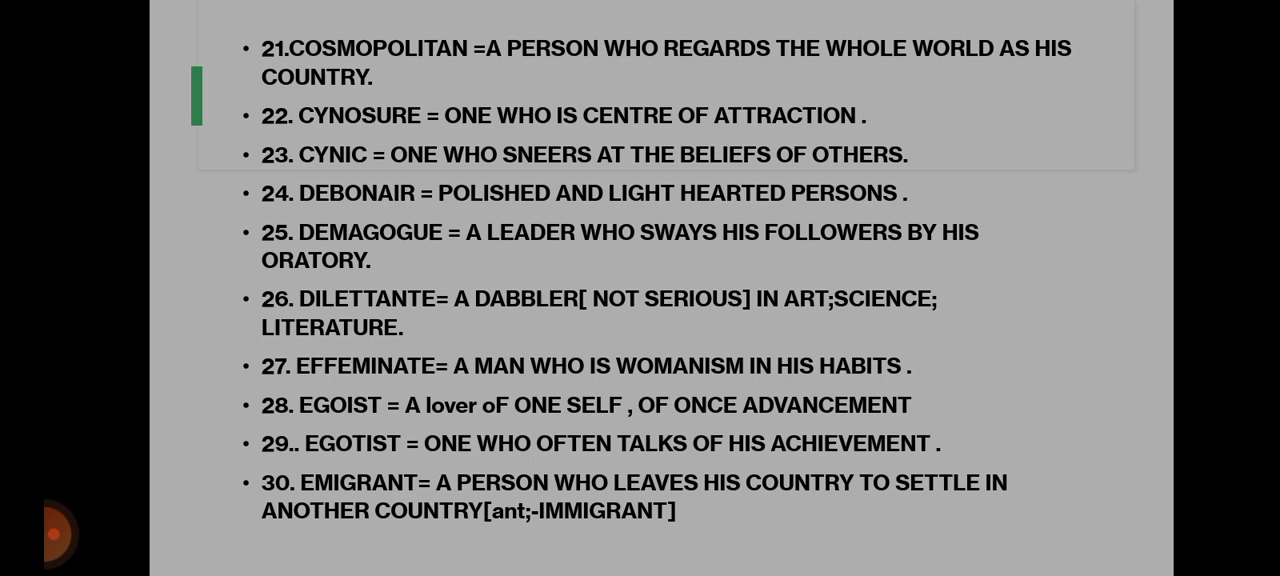 • 21.COSMOPOLITAN =A PERSON WHO REGARDS THE WHOLE WORLD AS HIS
COUNTRY.
• 22. CYNOSURE = ONE WHO IS CENTRE OF ATTRACTION .
• 23. CYNIC = ONE WHO SNEERS AT THE BELIEFS OF OTHERS.
• 24. DEBONAIR = POLISHED AND LIGHT HEARTED PERSONS .
• 25. DEMAGOGUE = A LEADER WHO SWAYS HIS FOLLOWERS BY HIS
ORATORY.
• 26. DILETTANTE= A DABBLER[ NOT SERIOUS] IN ART;SCIENCE;
LITERATURE.
• 27. EFFEMINATE= A MAN WHO IS WOMANISM IN HIS HABITS .
• 28. EGOIST = A lover oF ONE SELF , OF ONCE ADVANCEMENT
• 29.. EGOTIST = ONE WHO OFTEN TALKS OF HIS ACHIEVEMENT .
• 30. EMIGRANT= A PERSON WHO LEAVES HIS COUNTRY TO SETTLE IN
ANOTHER COUNTRY[ant;-IMMIGRANT]